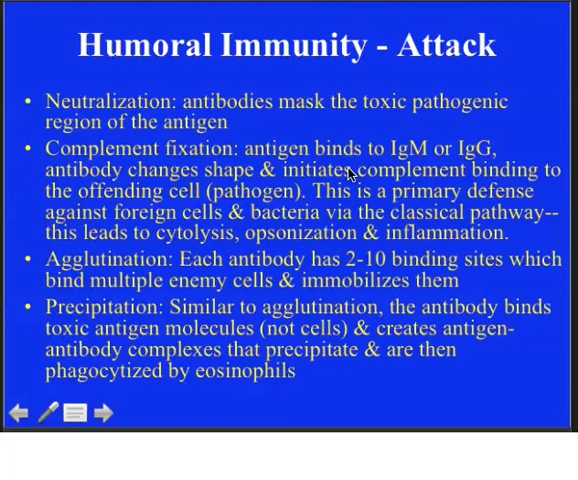 Humoral Immunity - Attack
• Neutralization: antibodies mask the toxic pathogenic
region of the antigen
• Complement fixation: antigen binds to IgM or IgG,
antibody changes shape & initiates complement binding to
the offending cell (pathogen). This is a primary defense
against foreign cells & bacteria via the classical pathway--
this leads to cytolysis, opsonization & inflammation.
• Agglutination: Each antibody has 2-10 binding sites which
bind multiple enemy cells & immobilizes them
• Precipitation: Similar to agglutination, the antibody binds
toxic antigen molecules (not cells) & creates antigen-
antibody complexes that precipitate & are then
phagocytized by eosinophils